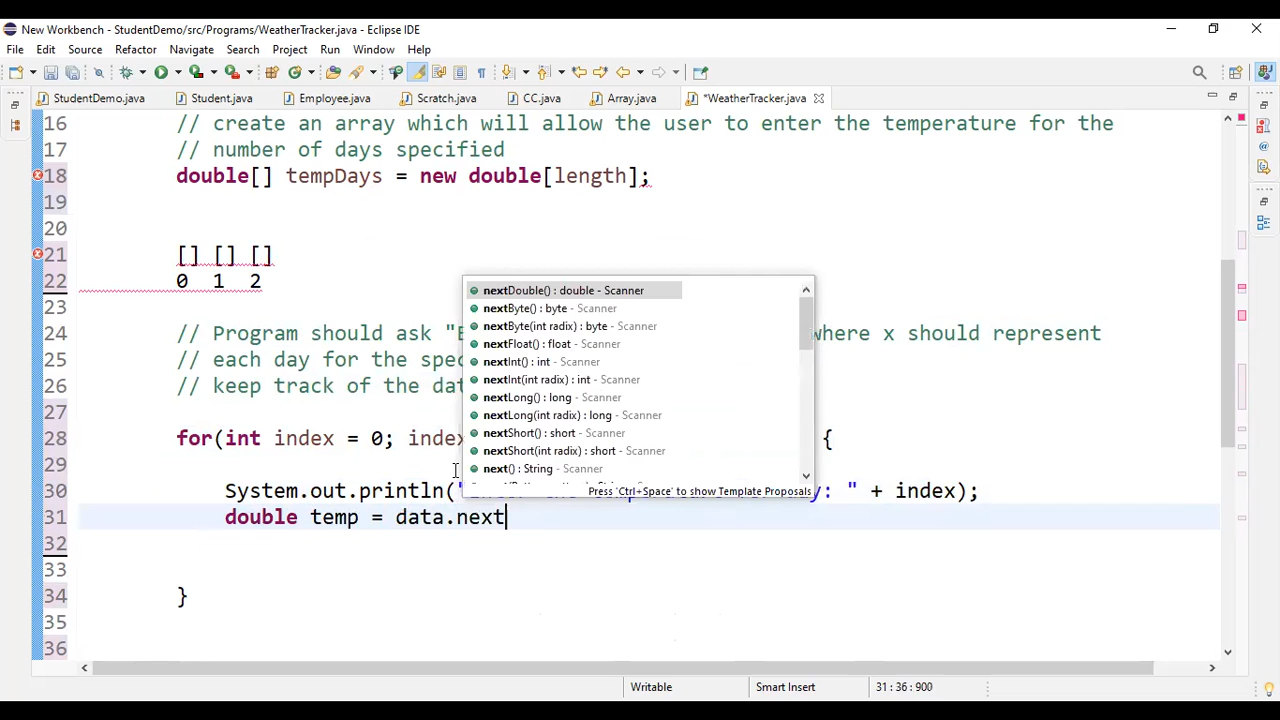 New Workbench - StudentDemo/src/Programs/WeatherTracker.java - Eclipse IDE
File Edit Source Refactor Navigate Search Project Run Window Help
StudentDemo.java Student.java Employee.java Scratch.java CC.java Array.java *WeatherTracker.java
16 // create an array which will allow the user to enter the temperature for the
17 // number of days specified
18 double[] tempDays = new double[length];
19
20
21 [] [] []
22 0 1 2
23
24 // Program should ask "E where x should represent
25 // each day for the spec
26 // keep track of the dat
27
28 for(int index = 0; index {
29
30 System.out.println(" y: " + index);
31 double temp = data.next
32
33
34 }
35
36
nextDouble() : double - Scanner
nextByte() : byte - Scanner
nextByte(int radix) : byte - Scanner
nextFloat() : float - Scanner
nextInt() : int - Scanner
nextInt(int radix) : int - Scanner
nextLong() : long - Scanner
nextLong(int radix) : long - Scanner
nextShort() : short - Scanner
nextShort(int radix) : short - Scanner
next() : String - Scanner
Press 'Ctrl+Space' to show Template Proposals
Writable Smart Insert 31 : 36 : 900